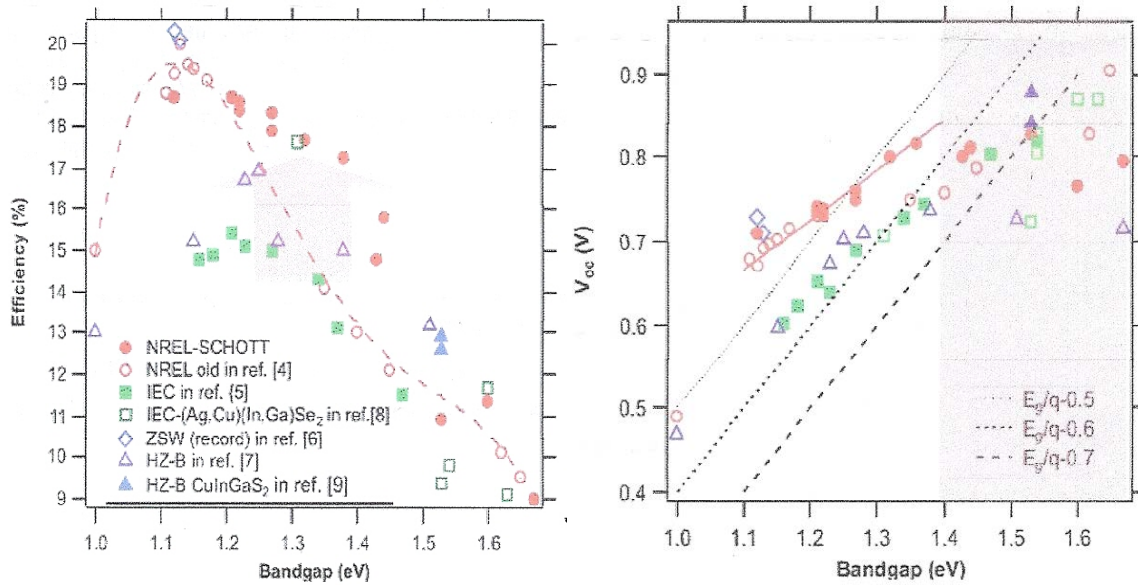 Efficiency (%)
20
19
18
17
16
15
14
13
12
11
10
9
NREL-SCHOTT
NREL old in ref. [4]
IEC in ref. (5]
IEC-(Ag.Cu)(In.Ga)Se2 in ref.[8]
ZSW (record) in ref. [6]
HZ-B in ref. [7]
HZ-B CuInGaS2 in ref. [9]
1.0 1.1 1.2 1.3 1.4 1.5 1.6
Bandgap (eV)
Voc (V)
0.9
0.8
0.7
0.6
0.5
0.4
Eg/q-0.5
Eg/q-0.6
Eg/q-0.7
1.0 1.1 1.2 1.3 1.4 1.5 1.6
Bandgap (eV)